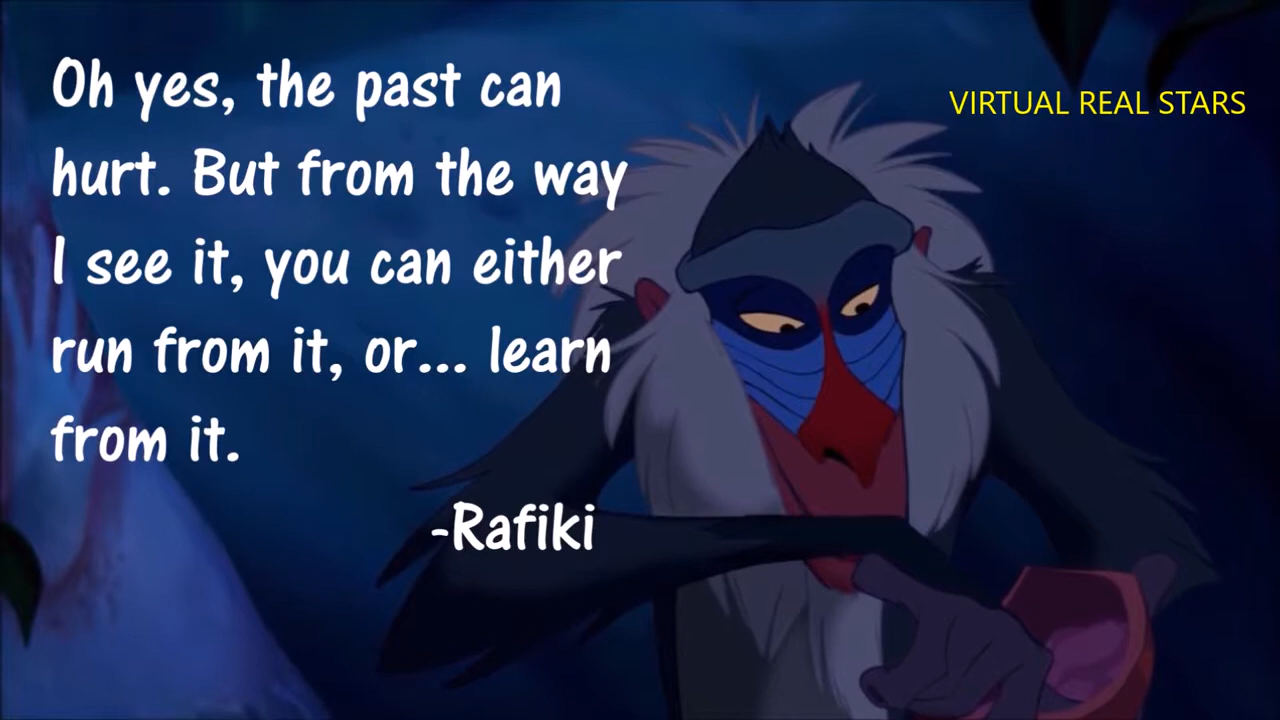 Oh yes, the past can
hurt. But from the way
I see it, you can either
run from it, or... learn
from it.
-Rafiki
VIRTUAL REAL STARS